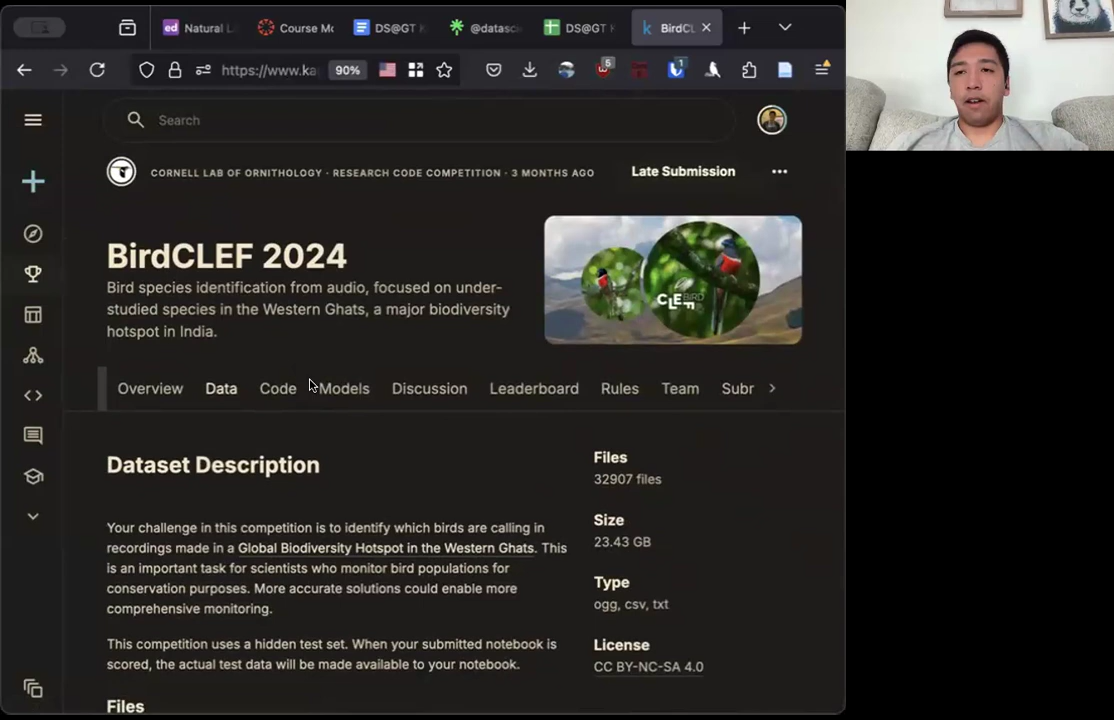 ed Natural L
Course Mo
DS@GT K
@datasci
DS@GT K
k BirdCL
https://www.ka
90%
6
1
Search
CORNELL LAB OF ORNITHOLOGY · RESEARCH CODE COMPETITION · 3 MONTHS AGO
Late Submission
BirdCLEF 2024
Bird species identification from audio, focused on under-
studied species in the Western Ghats, a major biodiversity
hotspot in India.
Overview Data Code Models Discussion Leaderboard Rules Team Subr
Dataset Description
Your challenge in this competition is to identify which birds are calling in
recordings made in a Global Biodiversity Hotspot in the Western Ghats. This
is an important task for scientists who monitor bird populations for
conservation purposes. More accurate solutions could enable more
comprehensive monitoring.
This competition uses a hidden test set. When your submitted notebook is
scored, the actual test data will be made available to your notebook.
Files
Files
32907 files
Size
23.43 GB
Type
ogg, csv, txt
License
CC BY-NC-SA 4.0